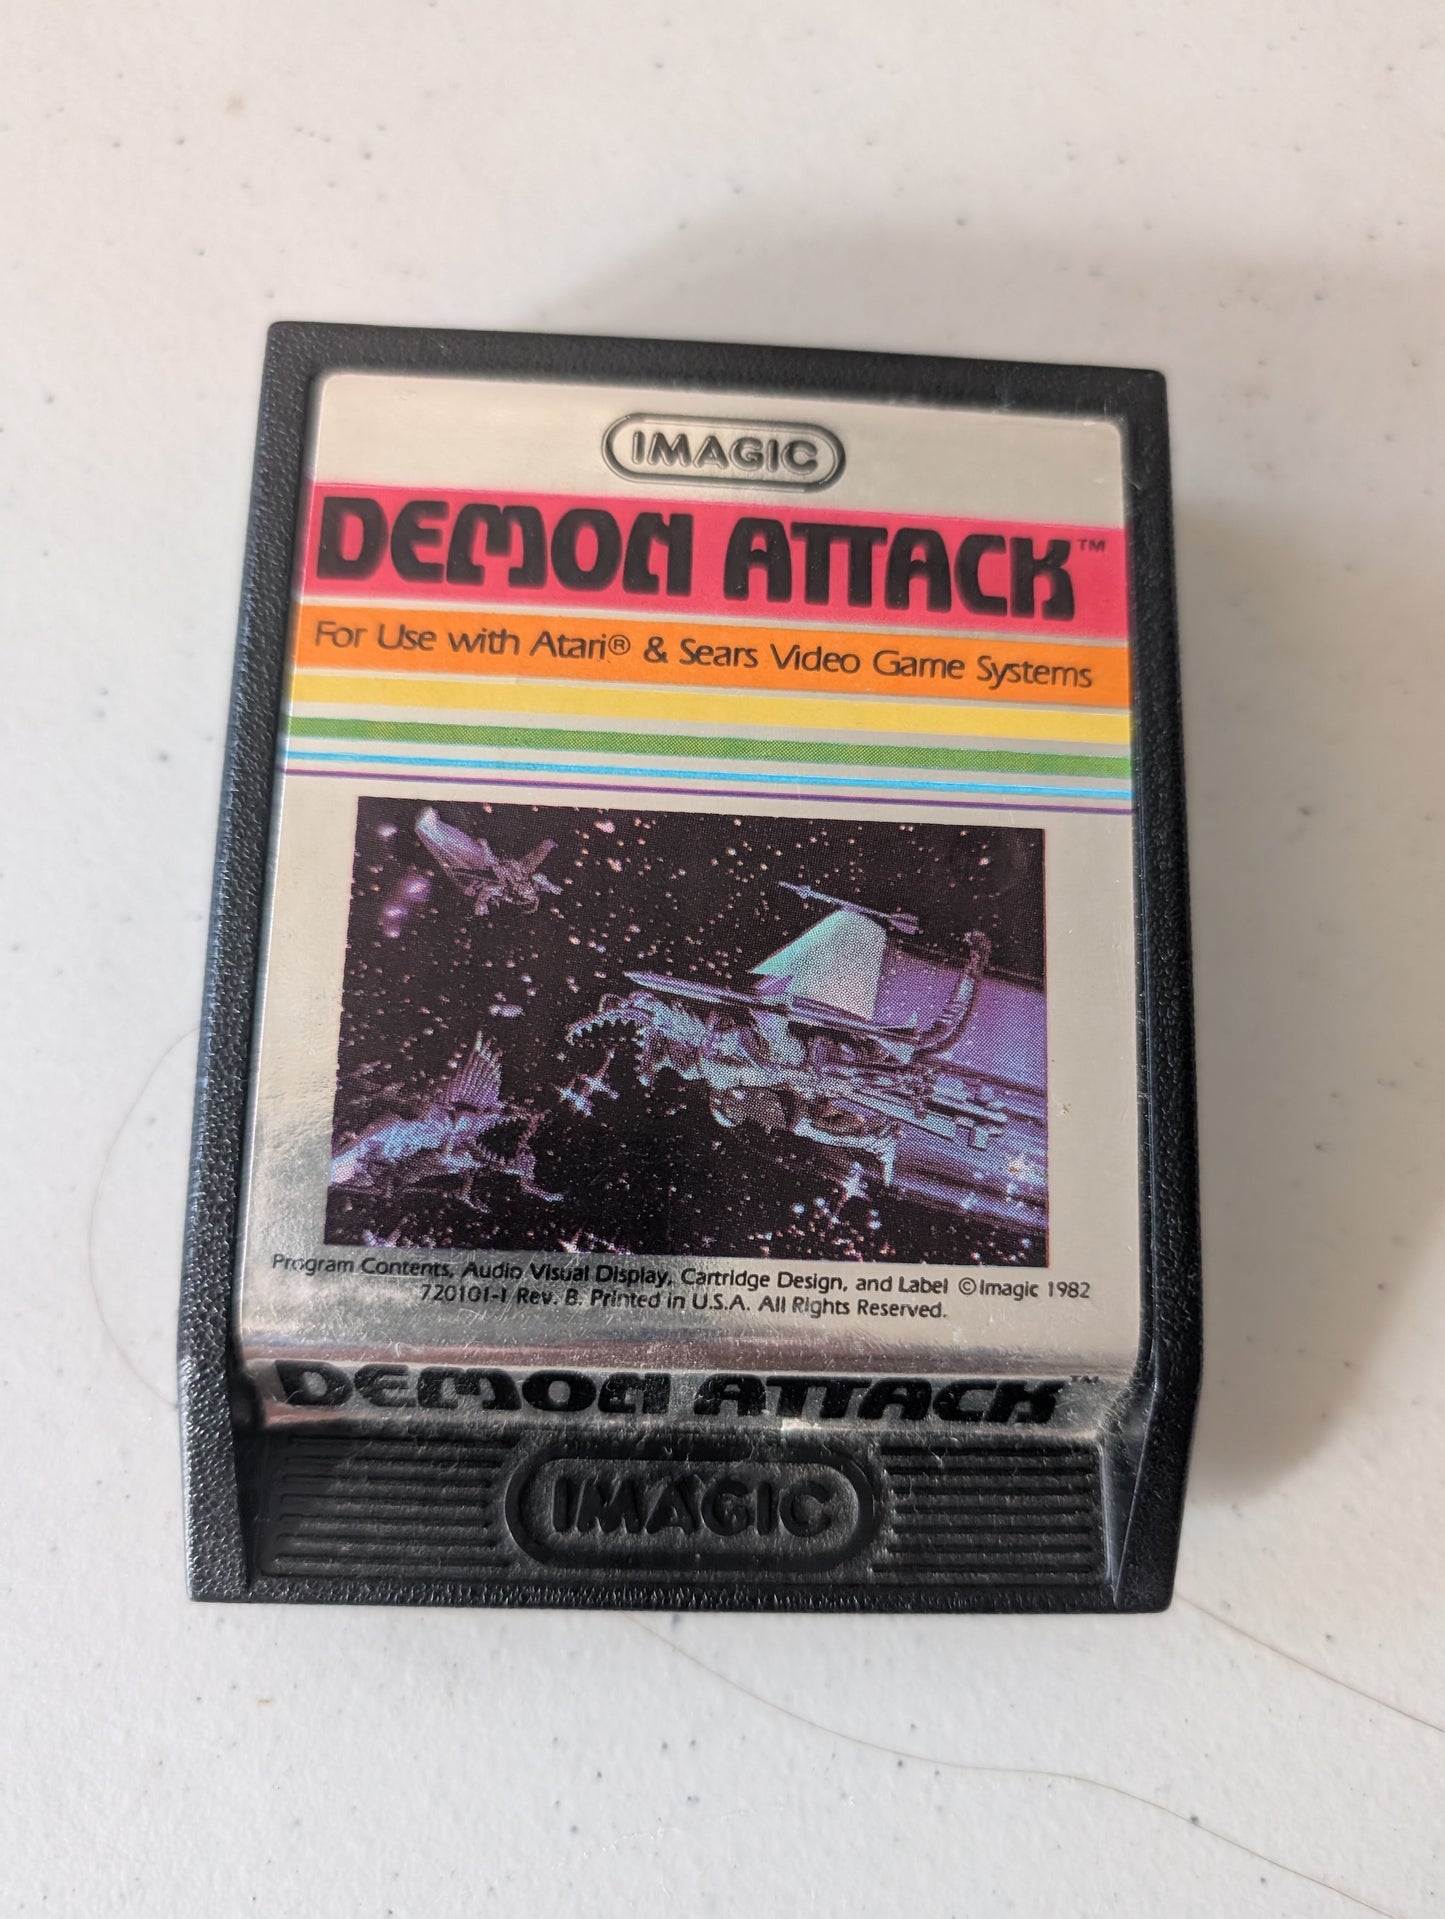 IMAGIC
DEMON ATTACK™
For Use with Atari® & Sears Video Game Systems
Program Contents, Audio Visual Display, Cartridge Design, and Label ©Imagic 1982
720101-1 Rev. B. Printed in U.S.A. All Rights Reserved.
DEMON ATTACK™
IMAGIC